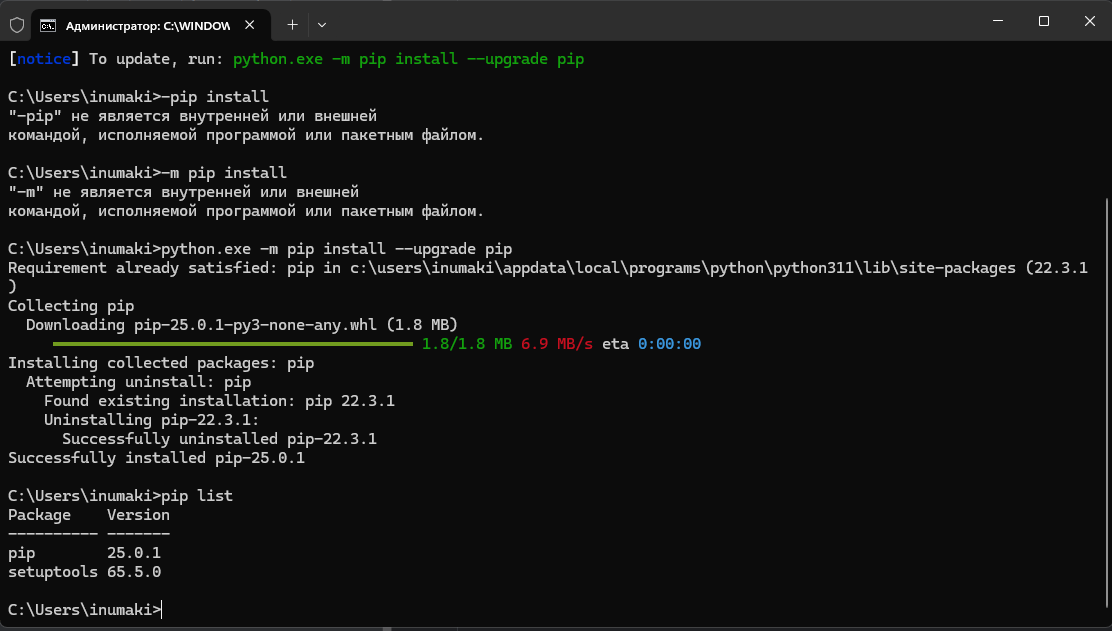 Администратор: C:\WINDOW
[notice] To update, run: python.exe -m pip install --upgrade pip
C:\Users\inumaki>-pip install
"-pip" не является внутренней или внешней
командой, исполняемой программой или пакетным файлом.
C:\Users\inumaki>-m pip install
"-m" не является внутренней или внешней
командой, исполняемой программой или пакетным файлом.
C:\Users\inumaki>python.exe -m pip install --upgrade pip
Requirement already satisfied: pip in c:\users\inumaki\appdata\local\programs\python\python311\lib\site-packages (22.3.1
)
Collecting pip
  Downloading pip-25.0.1-py3-none-any.whl (1.8 MB)
1.8/1.8 MB 6.9 MB/s eta 0:00:00
Installing collected packages: pip
  Attempting uninstall: pip
    Found existing installation: pip 22.3.1
    Uninstalling pip-22.3.1:
      Successfully uninstalled pip-22.3.1
Successfully installed pip-25.0.1
C:\Users\inumaki>pip list
Package    Version
---------- -------
pip        25.0.1
setuptools 65.5.0
C:\Users\inumaki>